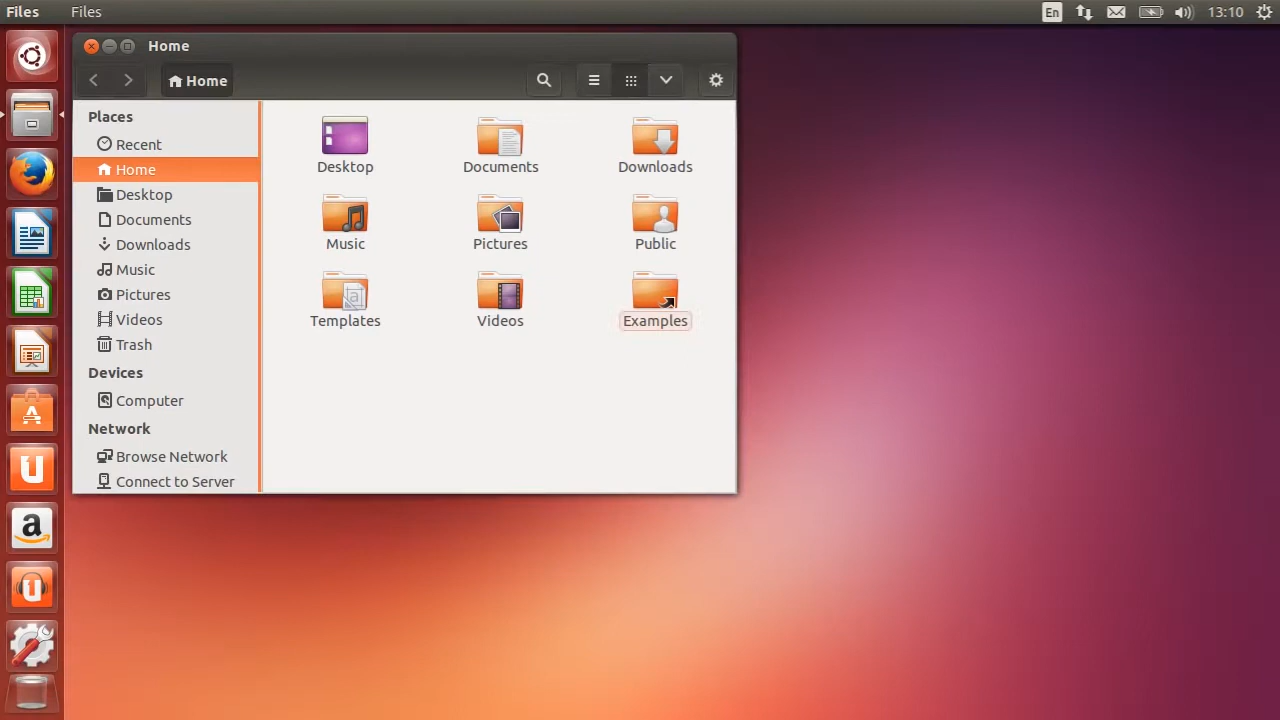 Files Files En 13:10
Home
Home
Places
Recent
Home
Desktop
Documents
Downloads
Music
Pictures
Videos
Trash
Devices
Computer
Network
Browse Network
Connect to Server
Desktop Documents Downloads
Music Pictures Public
Templates Videos Examples